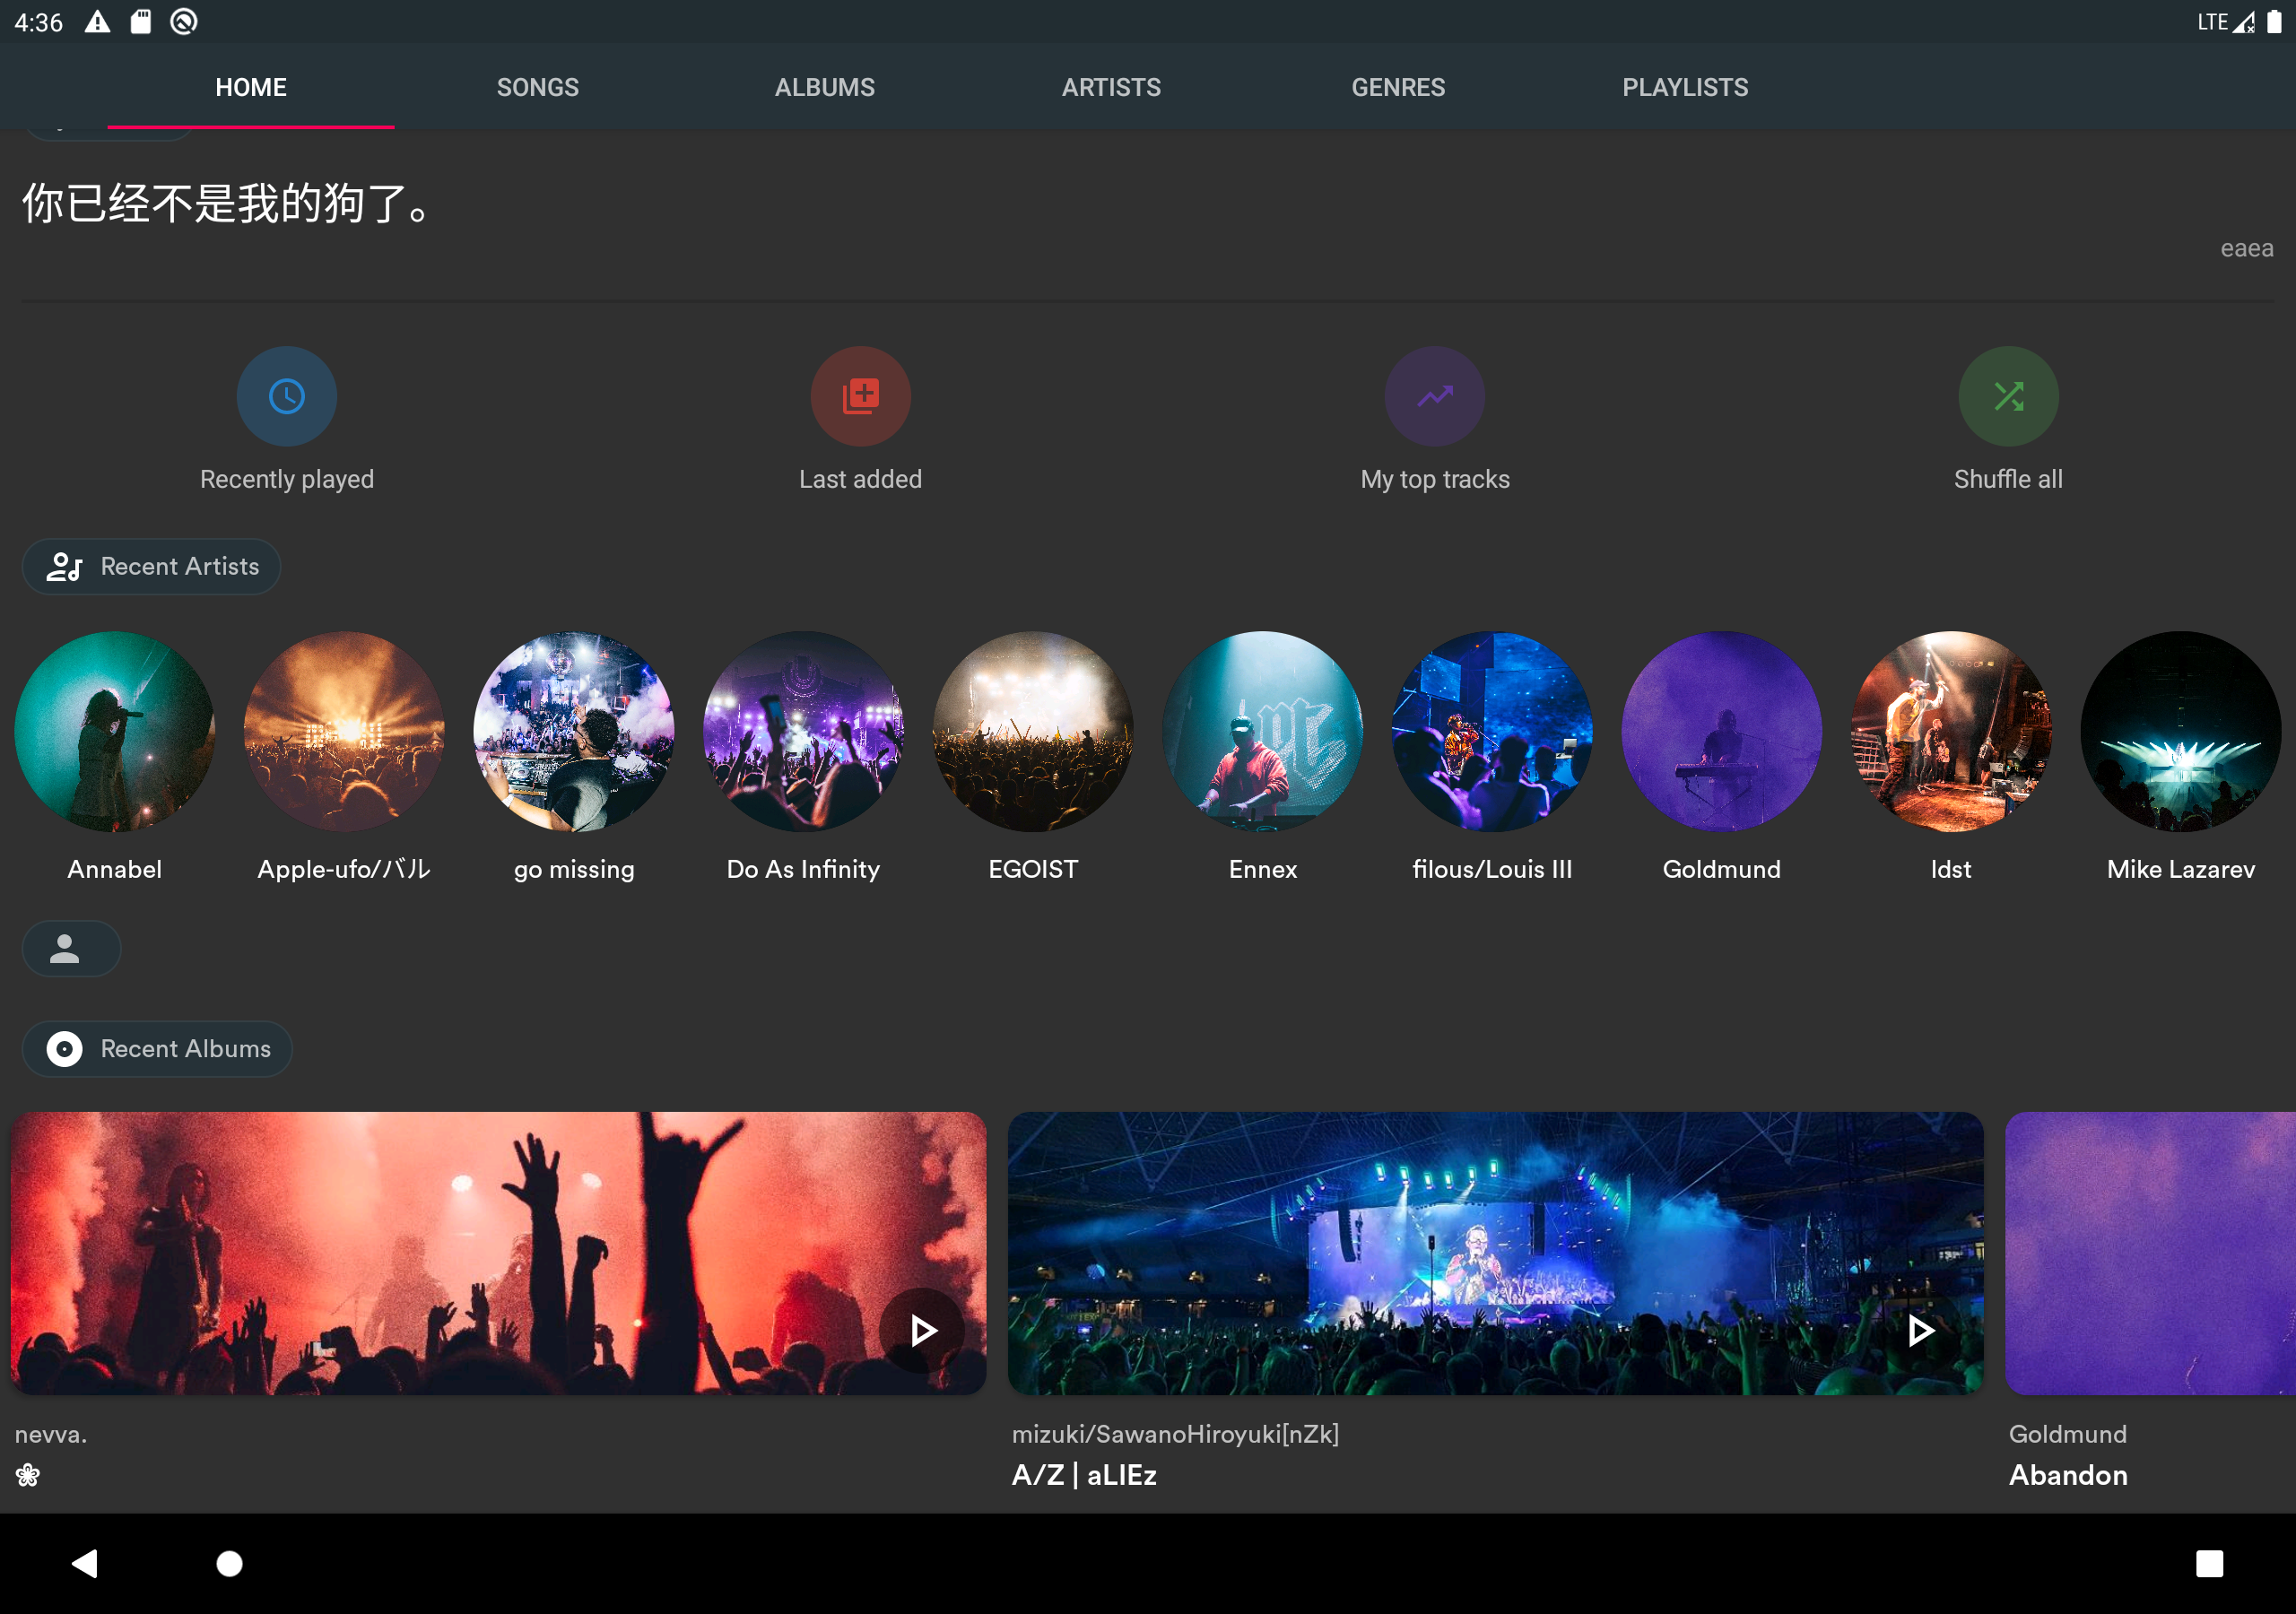 4:36 LTE
HOME SONGS ALBUMS ARTISTS GENRES PLAYLISTS
你已经不是我的狗了。
eaea
Recently played Last added My top tracks Shuffle all
Recent Artists
Annabel Apple-ufo/バル go missing Do As Infinity EGOIST Ennex filous/Louis III Goldmund ldst Mike Lazarev
Recent Albums
nevva. mizuki/SawanoHiroyuki[nZk] Goldmund
❀ A/Z | aLIEz Abandon